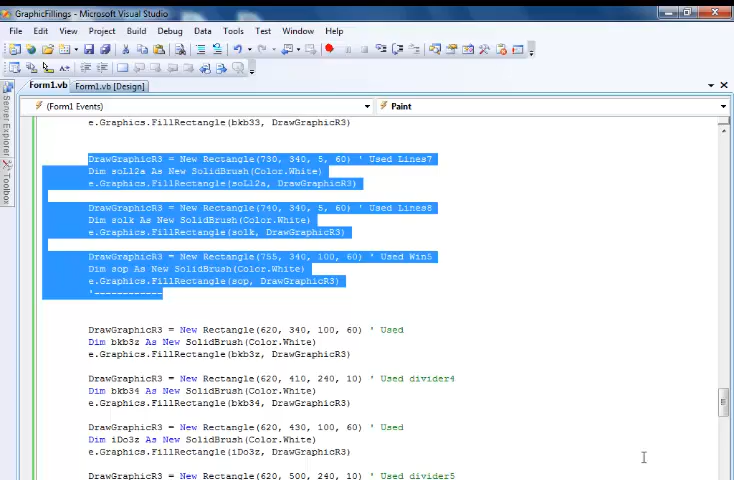 GraphicFillings - Microsoft Visual Studio
File Edit View Project Build Debug Data Tools Test Window Help
Form1.vb Form1.vb [Design]
(Form1 Events) Paint
Server Explorer
Toolbox
e.Graphics.FillRectangle(bkb33, DrawGraphicR3)
DrawGraphicR3 = New Rectangle(730, 340, 5, 60) ' Used Lines7
Dim soLl2a As New SolidBrush(Color.White)
e.Graphics.FillRectangle(soLl2a, DrawGraphicR3)
DrawGraphicR3 = New Rectangle(740, 340, 5, 60) ' Used Lines8
Dim solk As New SolidBrush(Color.White)
e.Graphics.FillRectangle(solk, DrawGraphicR3)
DrawGraphicR3 = New Rectangle(755, 340, 100, 60) ' Used Win5
Dim sop As New SolidBrush(Color.White)
e.Graphics.FillRectangle(sop, DrawGraphicR3)
'------------
DrawGraphicR3 = New Rectangle(620, 340, 100, 60) ' Used
Dim bkb3z As New SolidBrush(Color.White)
e.Graphics.FillRectangle(bkb3z, DrawGraphicR3)
DrawGraphicR3 = New Rectangle(620, 410, 240, 10) ' Used divider4
Dim bkb34 As New SolidBrush(Color.White)
e.Graphics.FillRectangle(bkb34, DrawGraphicR3)
DrawGraphicR3 = New Rectangle(620, 430, 100, 60) ' Used
Dim iDo3z As New SolidBrush(Color.White)
e.Graphics.FillRectangle(iDo3z, DrawGraphicR3)
DrawGraphicR3 = New Rectangle(620, 500, 240, 10) ' Used divider5